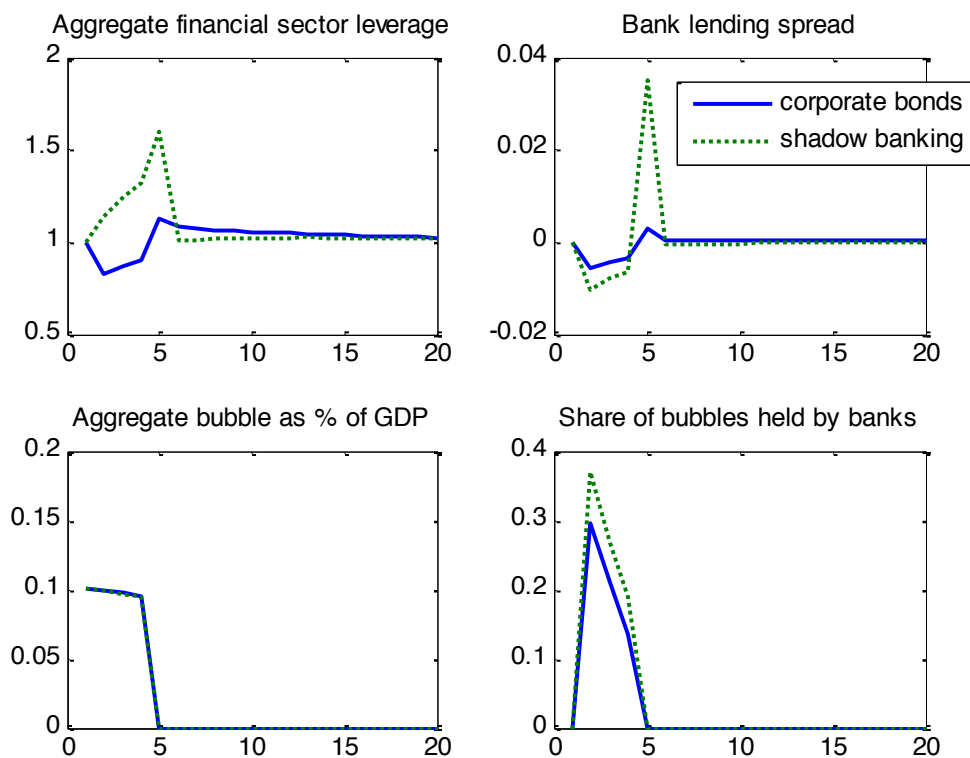 Aggregate financial sector leverage
2
1.5
1
0.5
0 5 10 15 20
Bank lending spread
0.04
0.02
0
-0.02
0 5 10 15 20
corporate bonds
shadow banking
Aggregate bubble as % of GDP
0.2
0.15
0.1
0.05
0
0 5 10 15 20
Share of bubbles held by banks
0.4
0.3
0.2
0.1
0
0 5 10 15 20